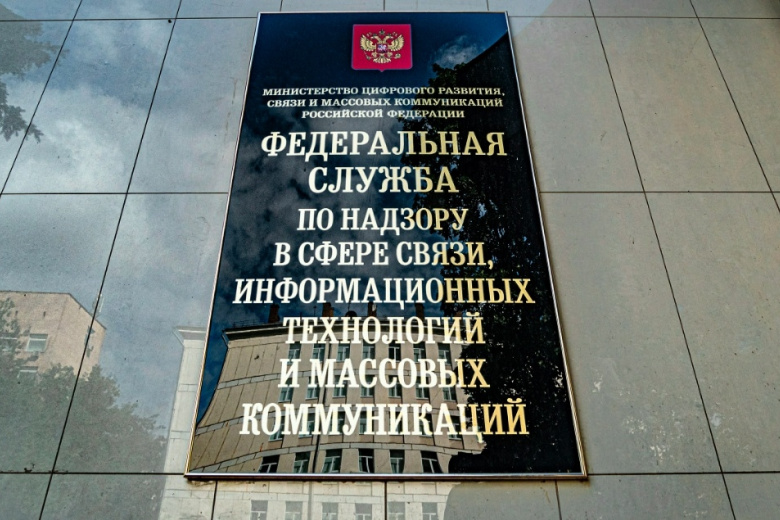 МИНИСТЕРСТВО ЦИФРОВОГО РАЗВИТИЯ,
СВЯЗИ И МАССОВЫХ КОММУНИКАЦИЙ
РОССИЙСКОЙ ФЕДЕРАЦИИ
ФЕДЕРАЛЬНАЯ
СЛУЖБА
ПО НАДЗОРУ
В СФЕРЕ СВЯЗИ,
ИНФОРМАЦИОННЫХ
ТЕХНОЛОГИЙ
И МАССОВЫХ
КОММУНИКАЦИЙ